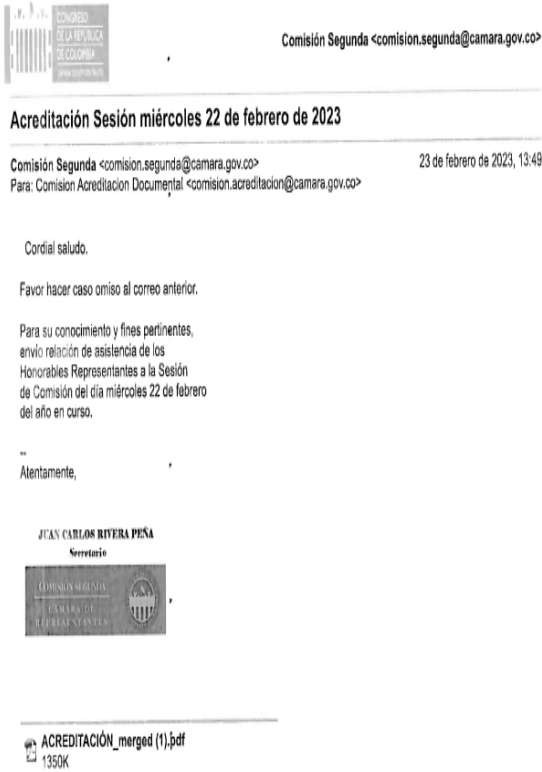 CONGRESO
DE LA REPÚBLICA
DE COLOMBIA
CÁMARA DE REPRESENTANTES
Comisión Segunda <comision.segunda@camara.gov.co>
Acreditación Sesión miércoles 22 de febrero de 2023
Comisión Segunda <comision.segunda@camara.gov.co>
23 de febrero de 2023, 13:49
Para: Comision Acreditacion Documental <comision.acreditacion@camara.gov.co>
Cordial saludo.
Favor hacer caso omiso al correo anterior.
Para su conocimiento y fines pertinentes,
envío relación de asistencia de los
Honorables Representantes a la Sesión
de Comisión del día miércoles 22 de febrero
del año en curso.
--
Atentamente,
JUAN CARLOS RIVERA PEÑA
Secretario
COMISIÓN SEGUNDA
CÁMARA DE
REPRESENTANTES
ACREDITACIÓN_merged (1).pdf
1350K